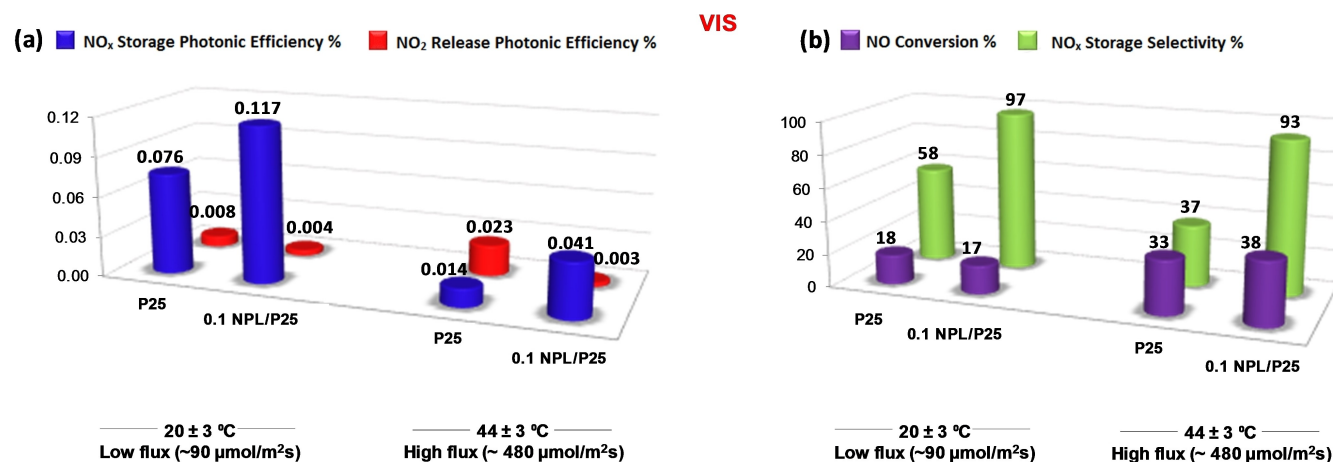 VIS
(a) NOₓ Storage Photonic Efficiency % NO₂ Release Photonic Efficiency %
0.12
0.09
0.06
0.03
0.00
0.076
0.008
0.117
0.004
0.014
0.023
0.041
0.003
P25
0.1 NPL/P25
P25
0.1 NPL/P25
20 ± 3 ºC
Low flux (~90 µmol/m²s)
44 ± 3 ºC
High flux (~ 480 µmol/m²s)
(b) NO Conversion % NOₓ Storage Selectivity %
100
80
60
40
20
0
18
58
17
97
33
37
38
93
P25
0.1 NPL/P25
P25
0.1 NPL/P25
20 ± 3 ºC
Low flux (~90 µmol/m²s)
44 ± 3 ºC
High flux (~ 480 µmol/m²s)